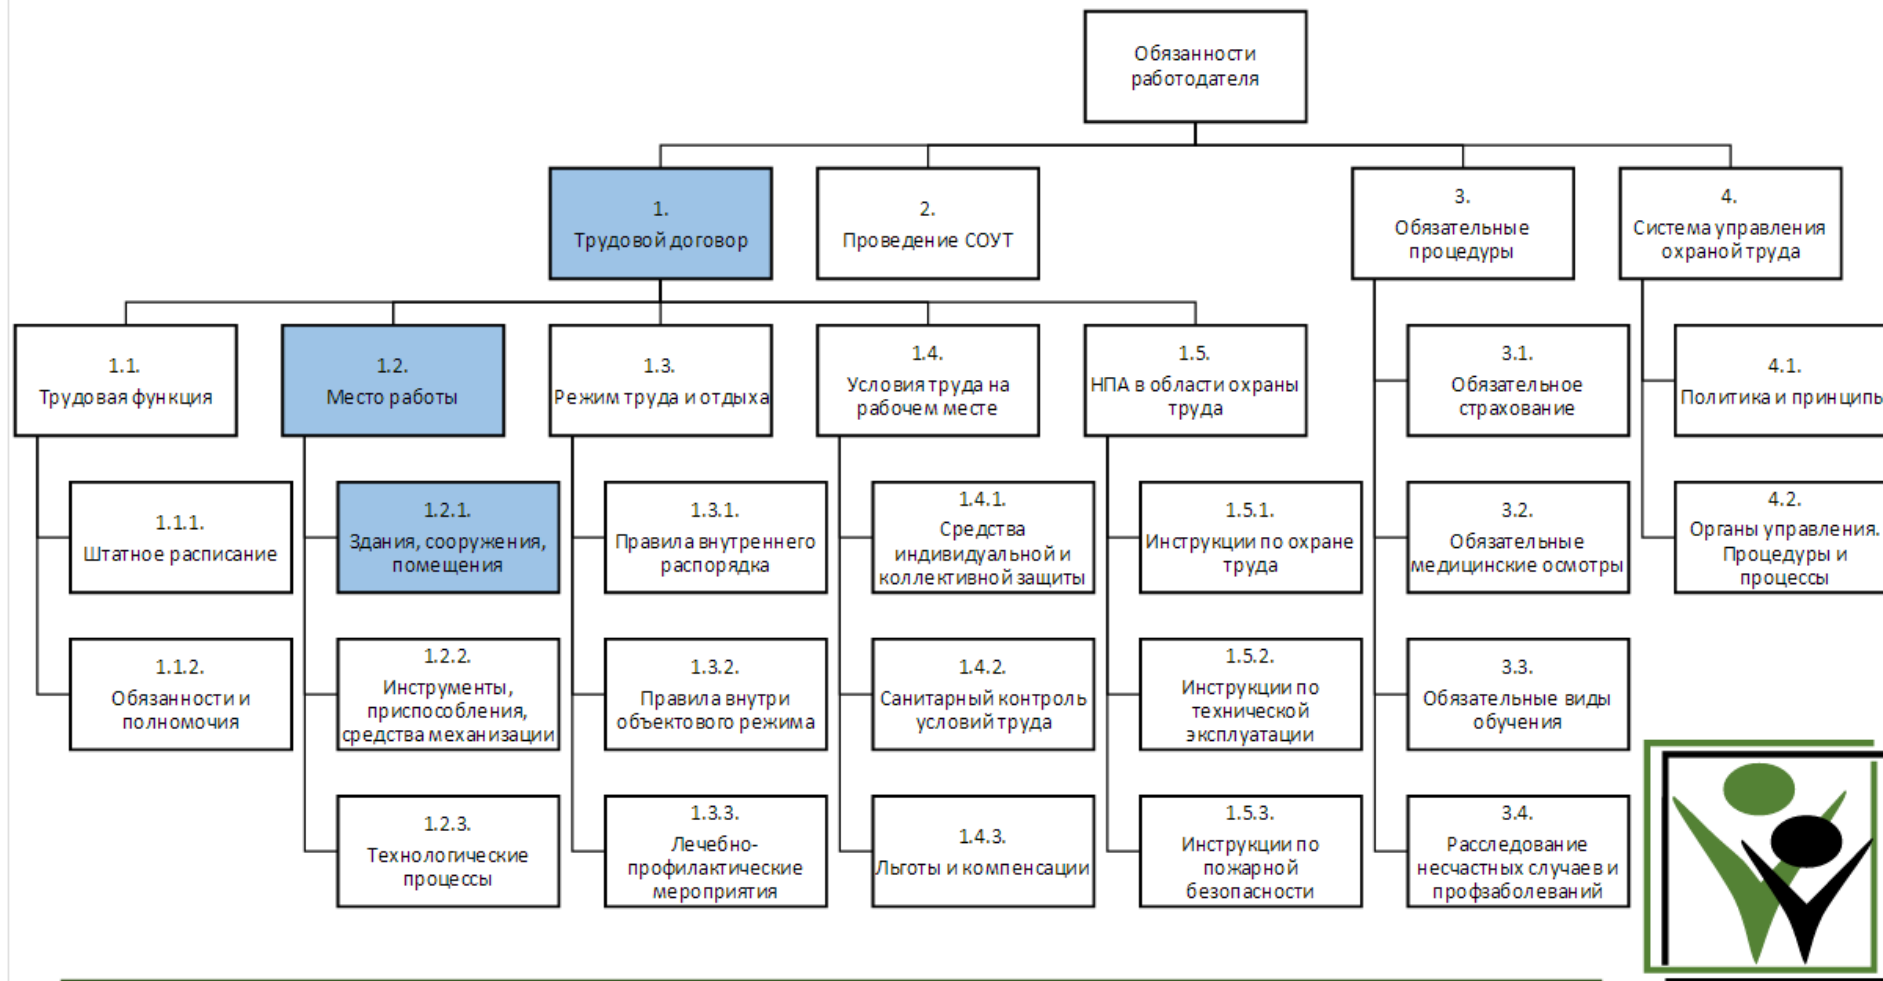 Обязанности
работодателя
1.
Трудовой договор
2.
Проведение СОУТ
3.
Обязательные
процедуры
4.
Система управления
охраной труда
1.1.
Трудовая функция
1.2.
Место работы
1.3.
Режим труда и отдыха
1.4.
Условия труда на
рабочем месте
1.5.
НПА в области охраны
труда
3.1.
Обязательное
страхование
4.1.
Политика и принципы
1.1.1.
Штатное расписание
1.2.1.
Здания, сооружения,
помещения
1.3.1.
Правила внутреннего
распорядка
1.4.1.
Средства
индивидуальной и
коллективной защиты
1.5.1.
Инструкции по охране
труда
3.2.
Обязательные
медицинские осмотры
4.2.
Органы управления.
Процедуры и
процессы
1.1.2.
Обязанности и
полномочия
1.2.2.
Инструменты,
приспособления,
средства механизации
1.3.2.
Правила внутри
объектового режима
1.4.2.
Санитарный контроль
условий труда
1.5.2.
Инструкции по
технической
эксплуатации
3.3.
Обязательные виды
обучения
1.2.3.
Технологические
процессы
1.3.3.
Лечебно-
профилактические
мероприятия
1.4.3.
Льготы и компенсации
1.5.3.
Инструкции по
пожарной
безопасности
3.4.
Расследование
несчастных случаев и
профзаболеваний